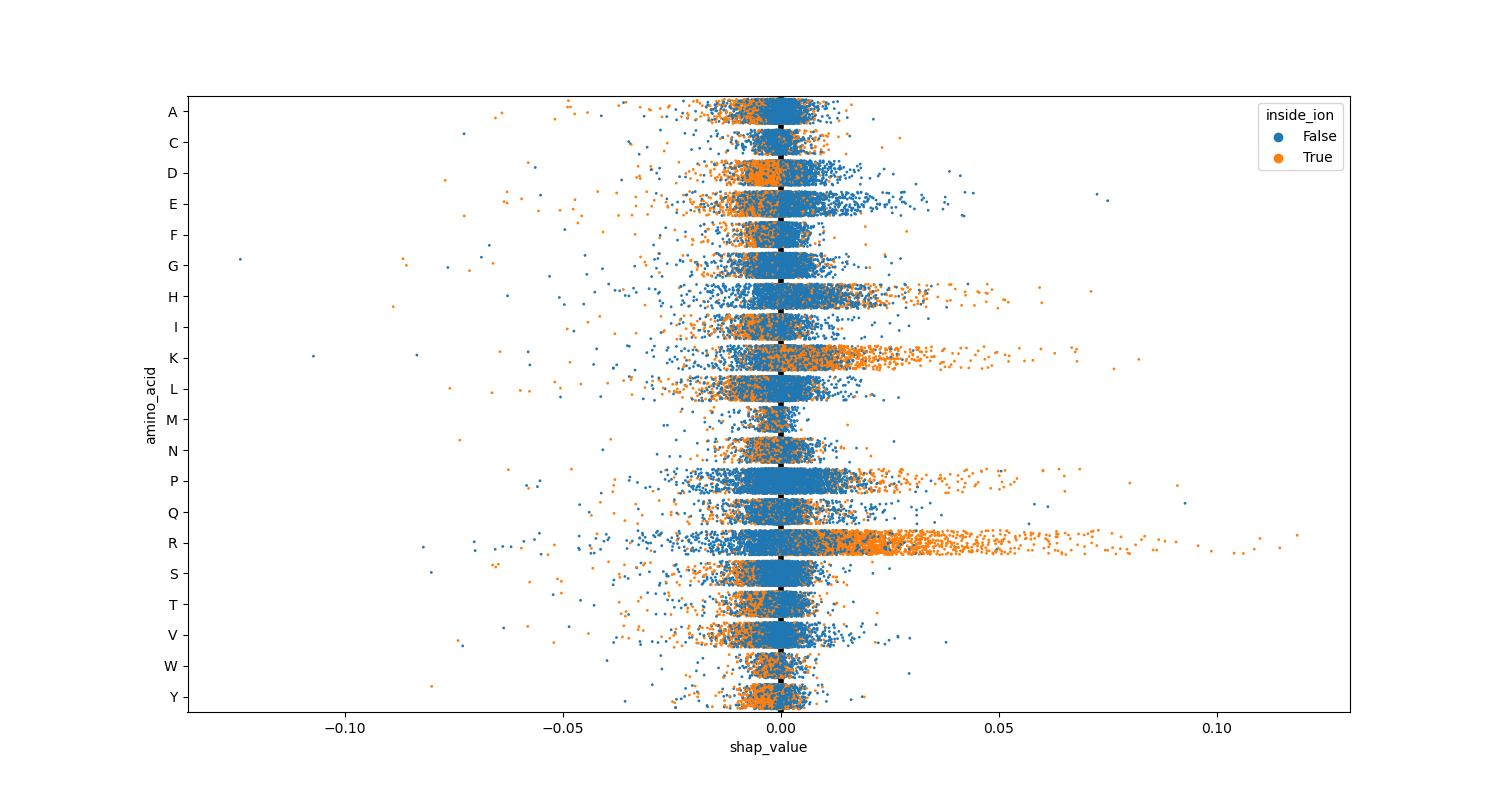 inside_ion
False
True
amino_acid
A
C
D
E
F
G
H
I
K
L
M
N
P
Q
R
S
T
V
W
Y
−0.10
−0.05
0.00
0.05
0.10
shap_value